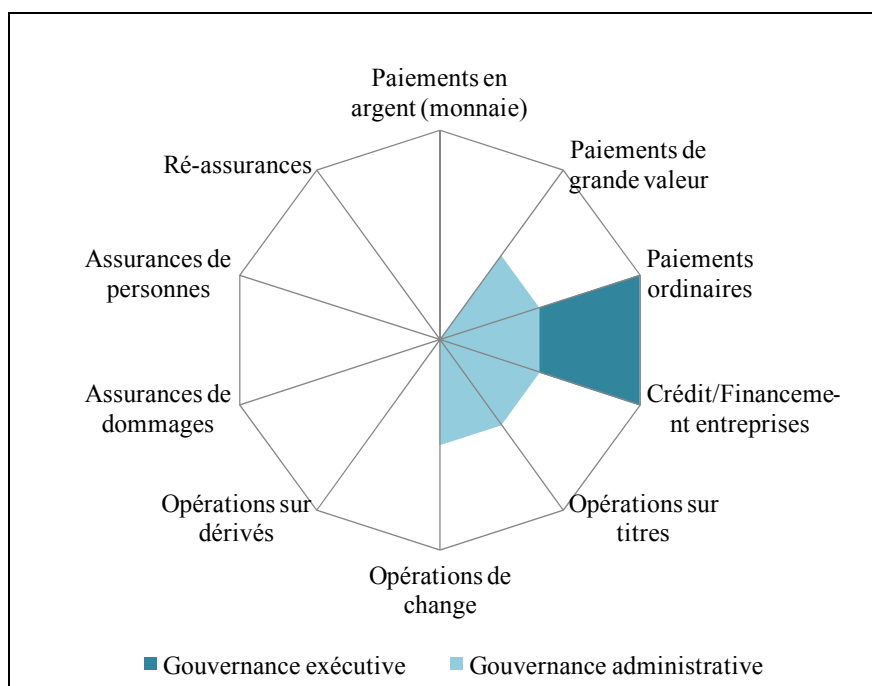 Paiements en
argent (monnaie)
Paiements de
grande valeur
Paiements
ordinaires
Crédit/Financeme-
nt entreprises
Opérations sur
titres
Opérations de
change
Opérations sur
dérivés
Assurances de
dommages
Assurances de
personnes
Ré-assurances
Gouvernance exécutive
Gouvernance administrative